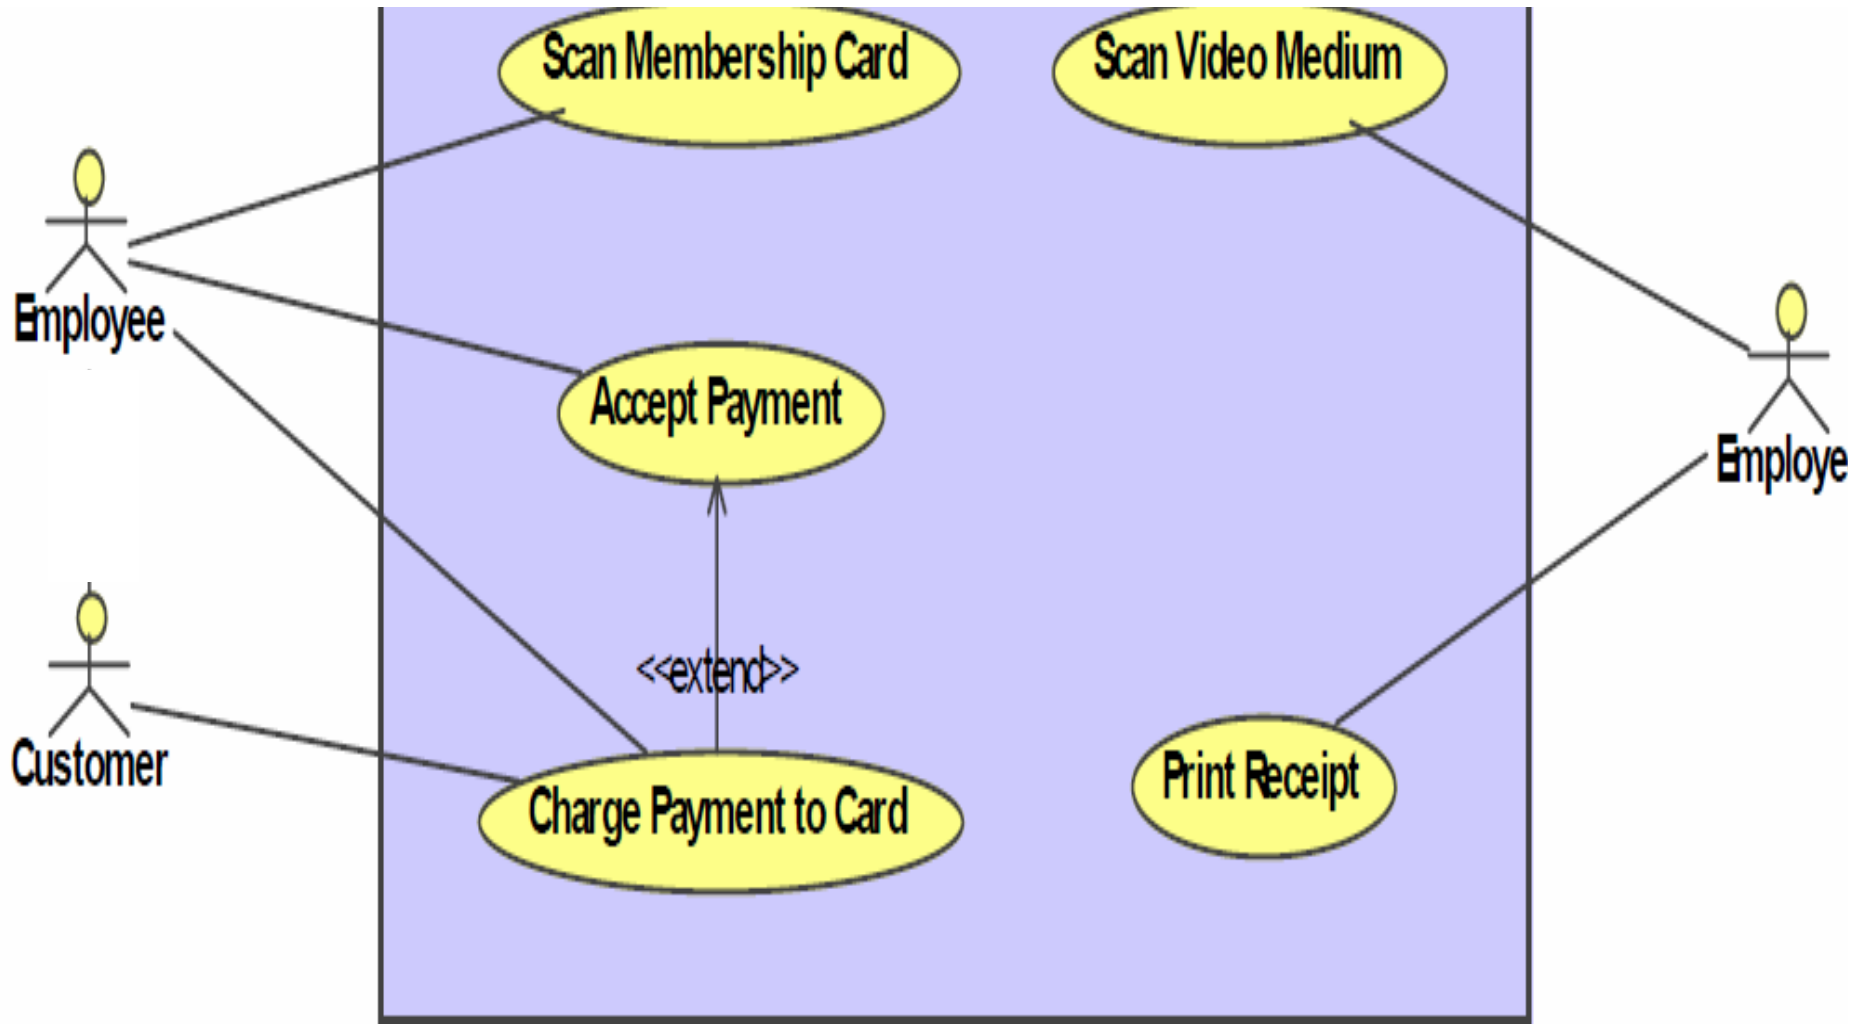 Scan Membership Card
Scan Video Medium
Employee
Accept Payment
Employe
<<extend>>
Customer
Charge Payment to Card
Print Receipt